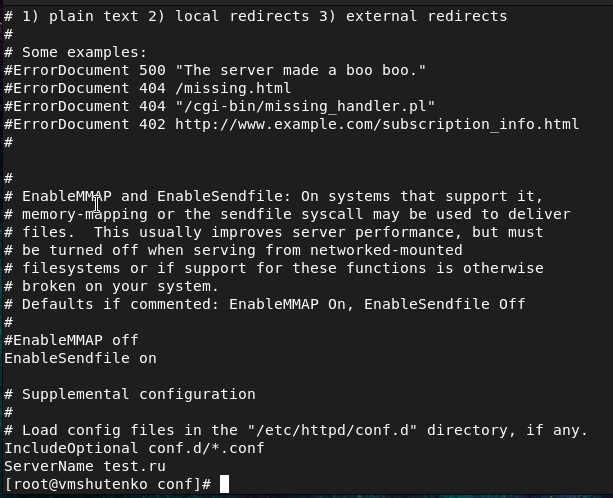 # 1) plain text 2) local redirects 3) external redirects
#
# Some examples:
#ErrorDocument 500 "The server made a boo boo."
#ErrorDocument 404 /missing.html
#ErrorDocument 404 "/cgi-bin/missing_handler.pl"
#ErrorDocument 402 http://www.example.com/subscription_info.html
#
#
# EnableMMAP and EnableSendfile: On systems that support it,
# memory-mapping or the sendfile syscall may be used to deliver
# files.  This usually improves server performance, but must
# be turned off when serving from networked-mounted
# filesystems or if support for these functions is otherwise
# broken on your system.
# Defaults if commented: EnableMMAP On, EnableSendfile Off
#
#EnableMMAP off
EnableSendfile on
# Supplemental configuration
#
# Load config files in the "/etc/httpd/conf.d" directory, if any.
IncludeOptional conf.d/*.conf
ServerName test.ru
[root@vmshutenko conf]#